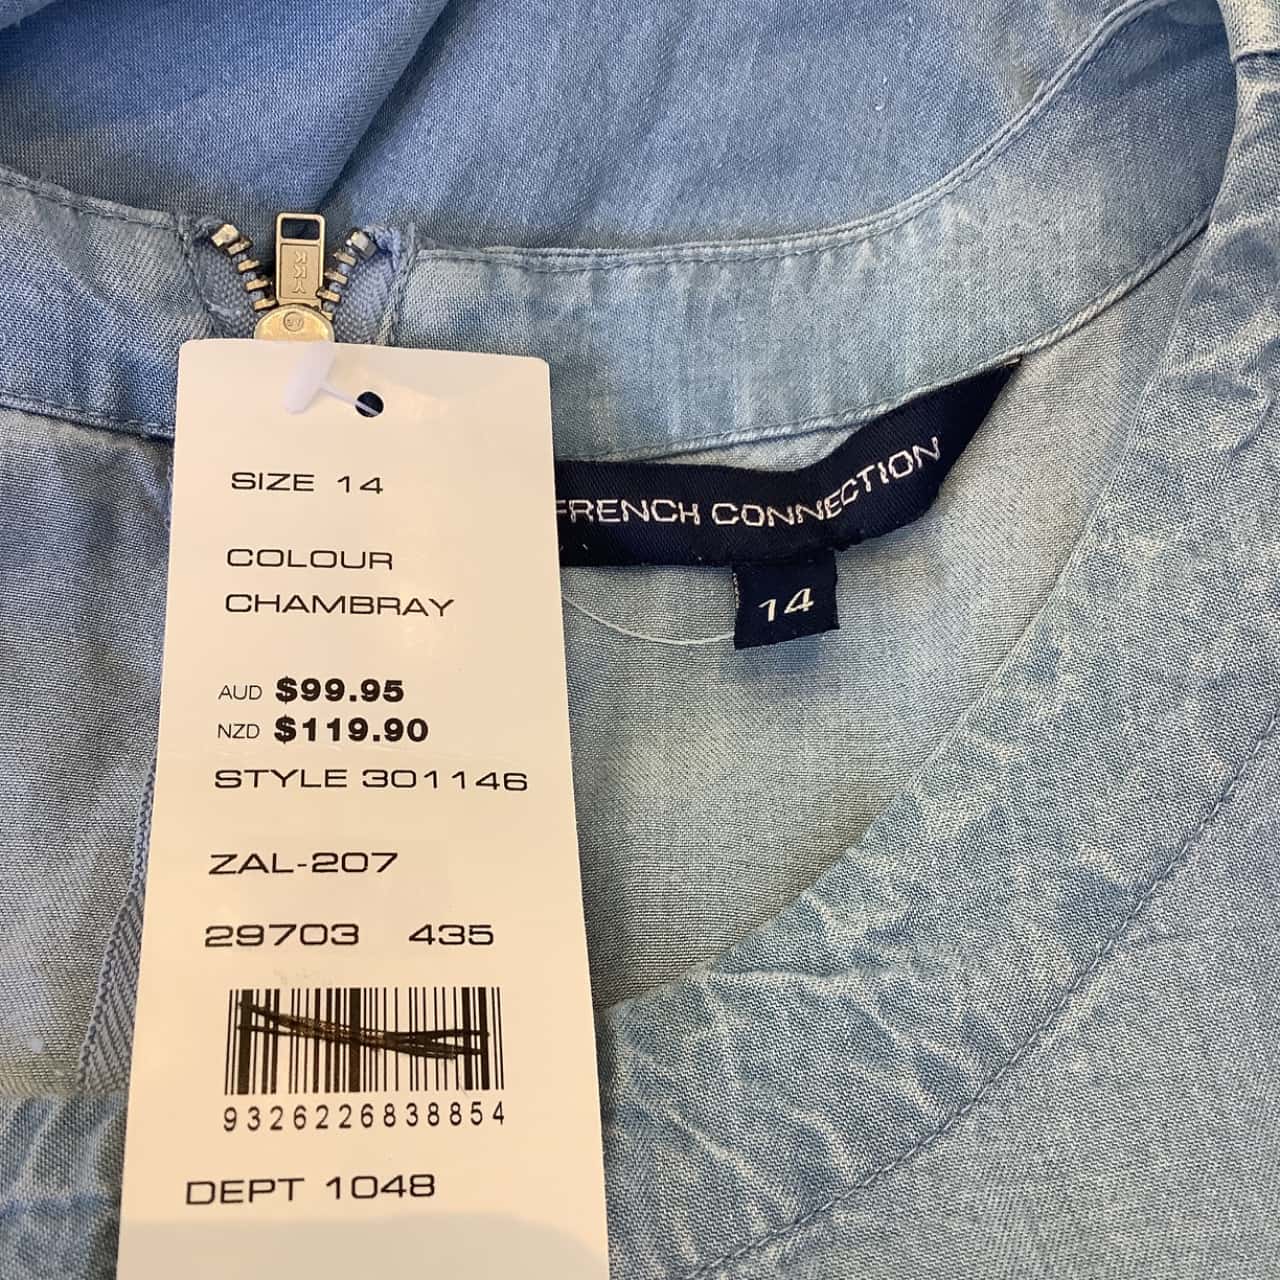 YKK
SIZE 14
COLOUR
CHAMBRAY
AUD $99.95
NZD $119.90
STYLE 301146
ZAL-207
29703 435
9326226838854
DEPT 1048
FRENCH CONNECTION
14